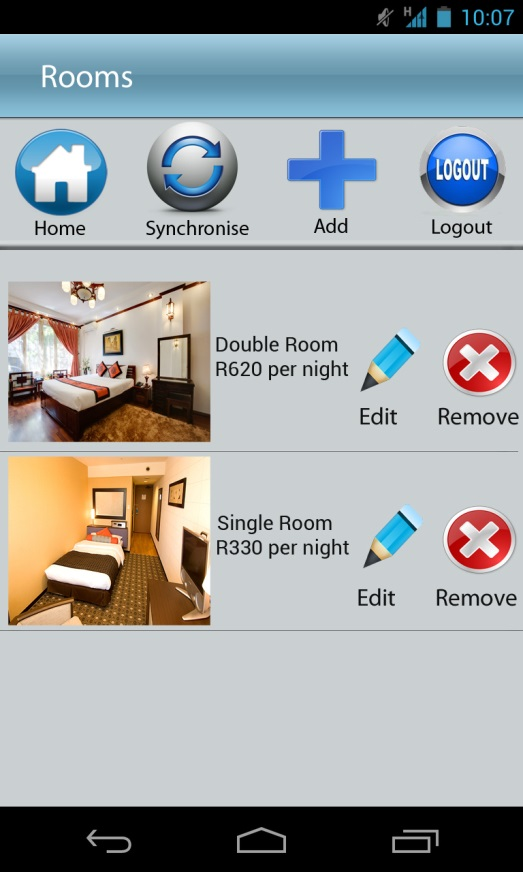 H 10:07
Rooms
LOGOUT
Home Synchronise Add Logout
Double Room
R620 per night
Edit Remove
Single Room
R330 per night
Edit Remove